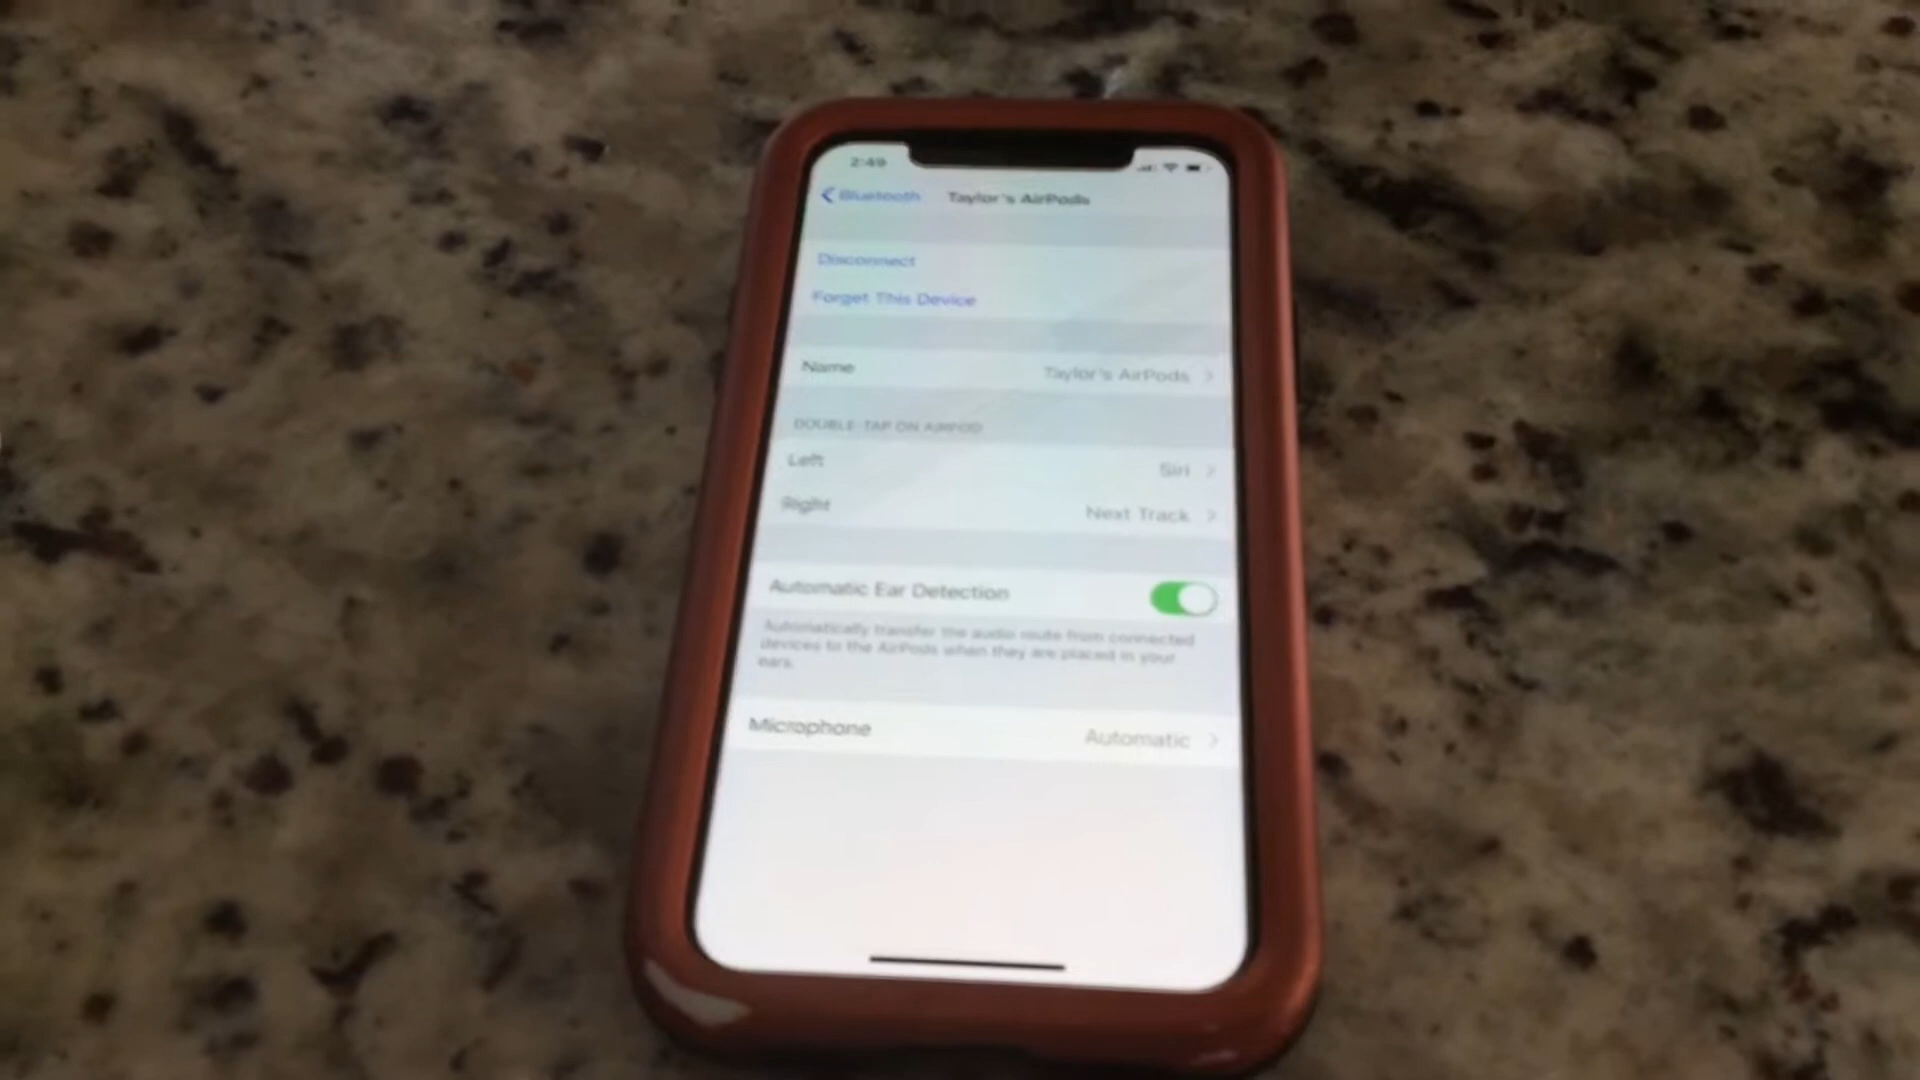 2:49
Bluetooth Taylor's AirPods
Disconnect
Forget This Device
Name Taylor's AirPods
DOUBLE-TAP ON AIRPOD
Left Siri
Right Next Track
Automatic Ear Detection
Automatically transfer the audio route from connected
devices to the AirPods when they are placed in your
ears.
Microphone Automatic